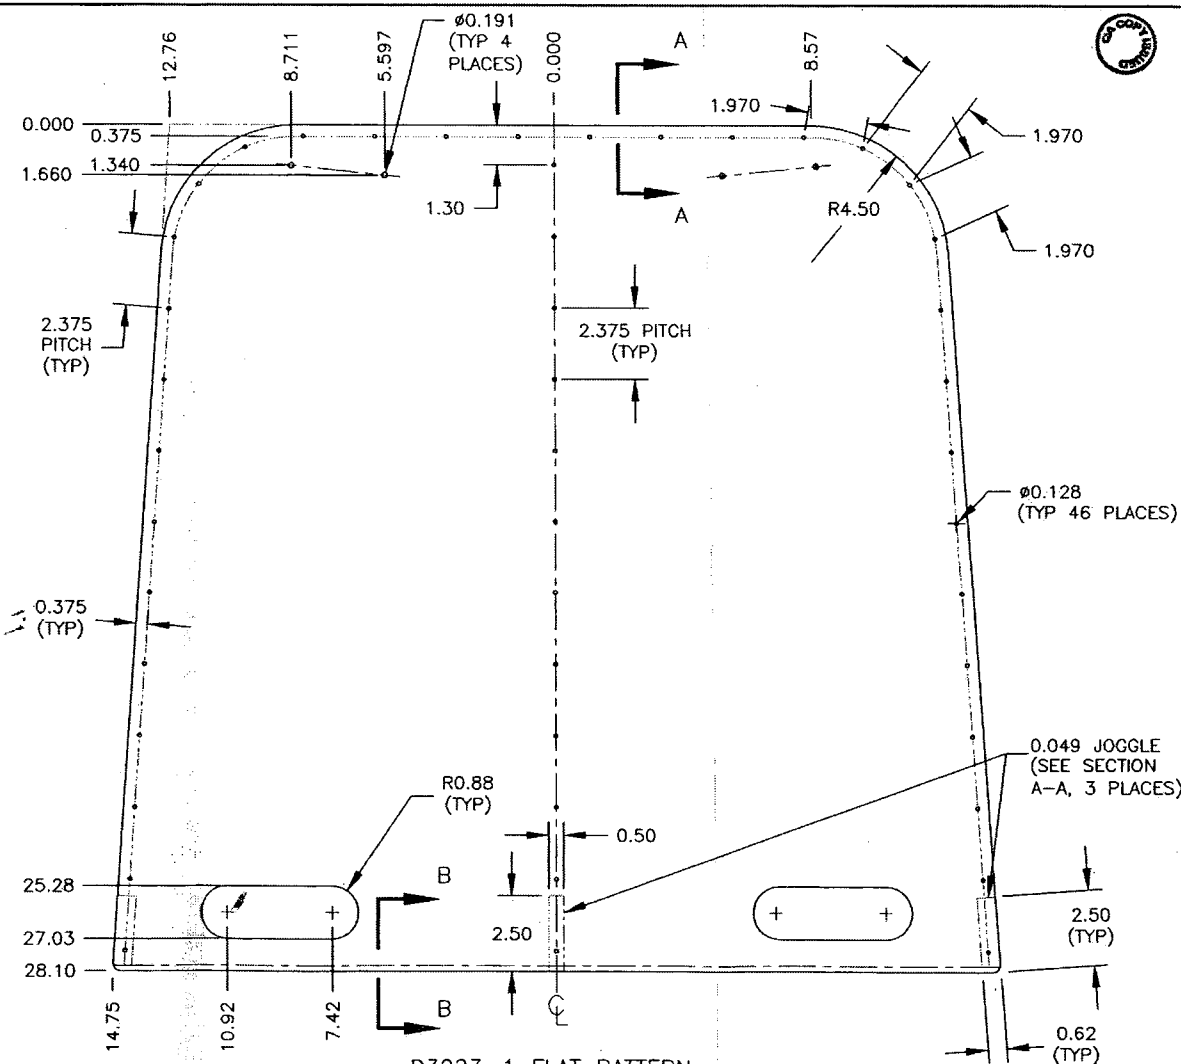 12.76
8.711
ø0.191
(TYP 4
PLACES)
5.597
0.000
A
8.57
QA COPY ISSUED
0.000
0.375
1.340
1.660
1.30
A
1.970
1.970
R4.50
1.970
2.375
PITCH
(TYP)
2.375 PITCH
(TYP)
ø0.128
(TYP 46 PLACES)
0.375
(TYP)
0.049 JOGGLE
(SEE SECTION
A-A, 3 PLACES)
R0.88
(TYP)
0.50
25.28
B
2.50
2.50
(TYP)
27.03
28.10
14.75
10.92
7.42
B
CL
0.62
(TYP)